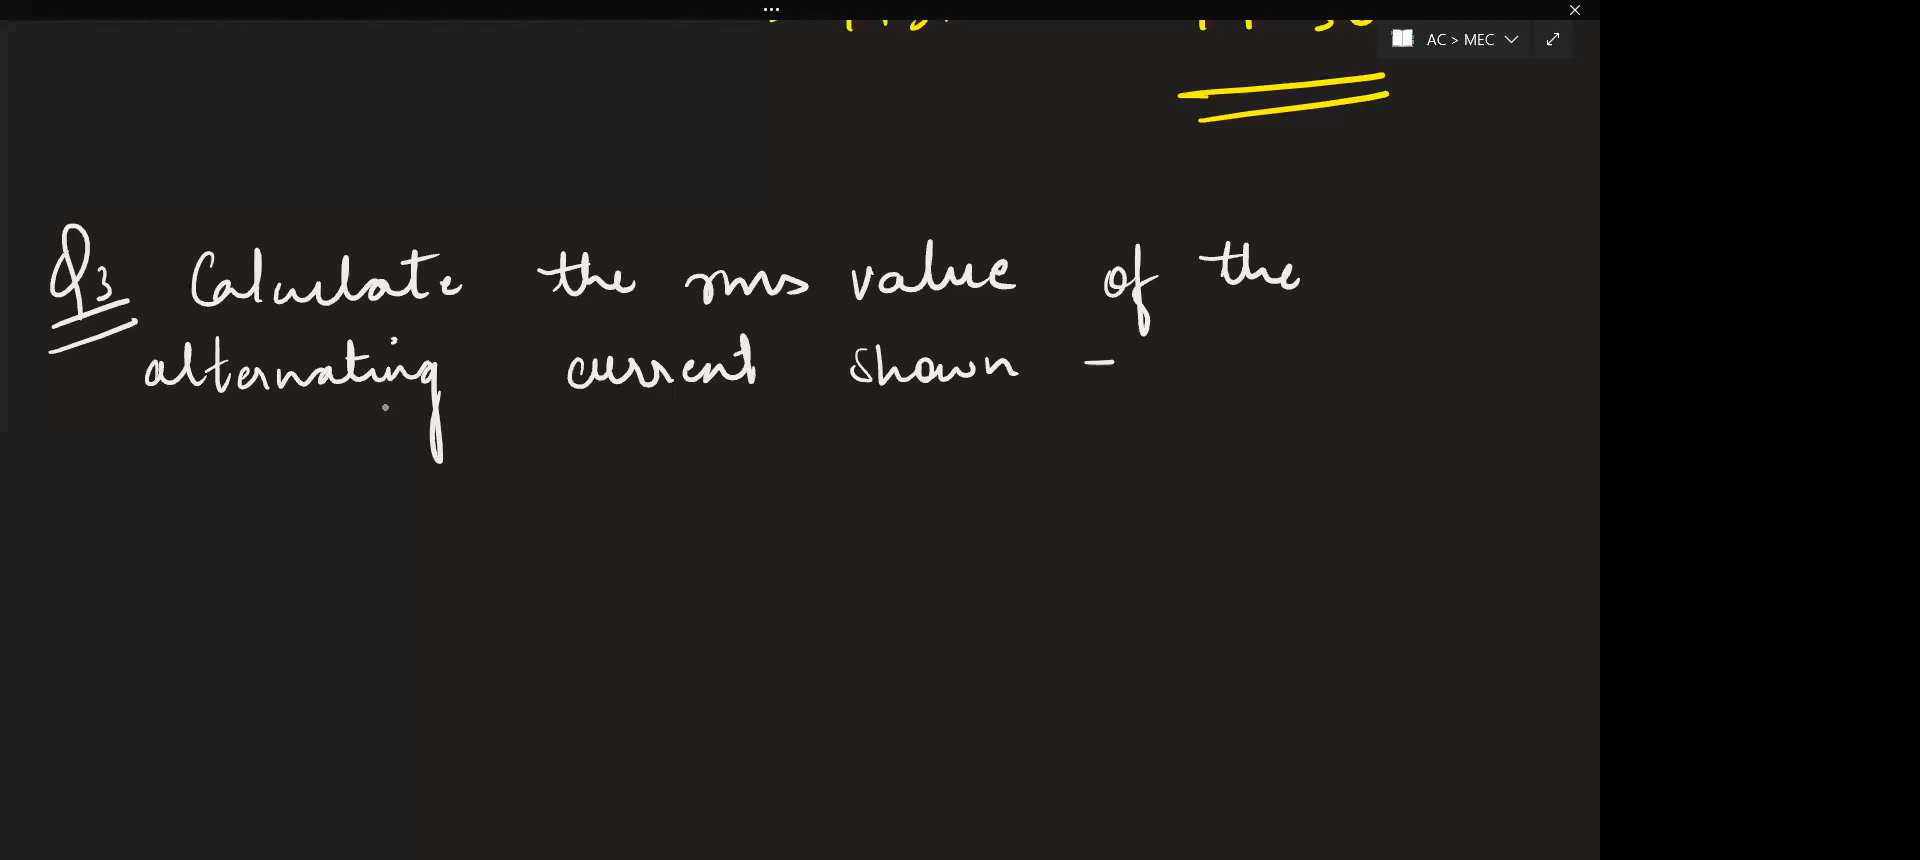 AC > MEC
Q3 Calculate the rms value of the
alternating current shown -